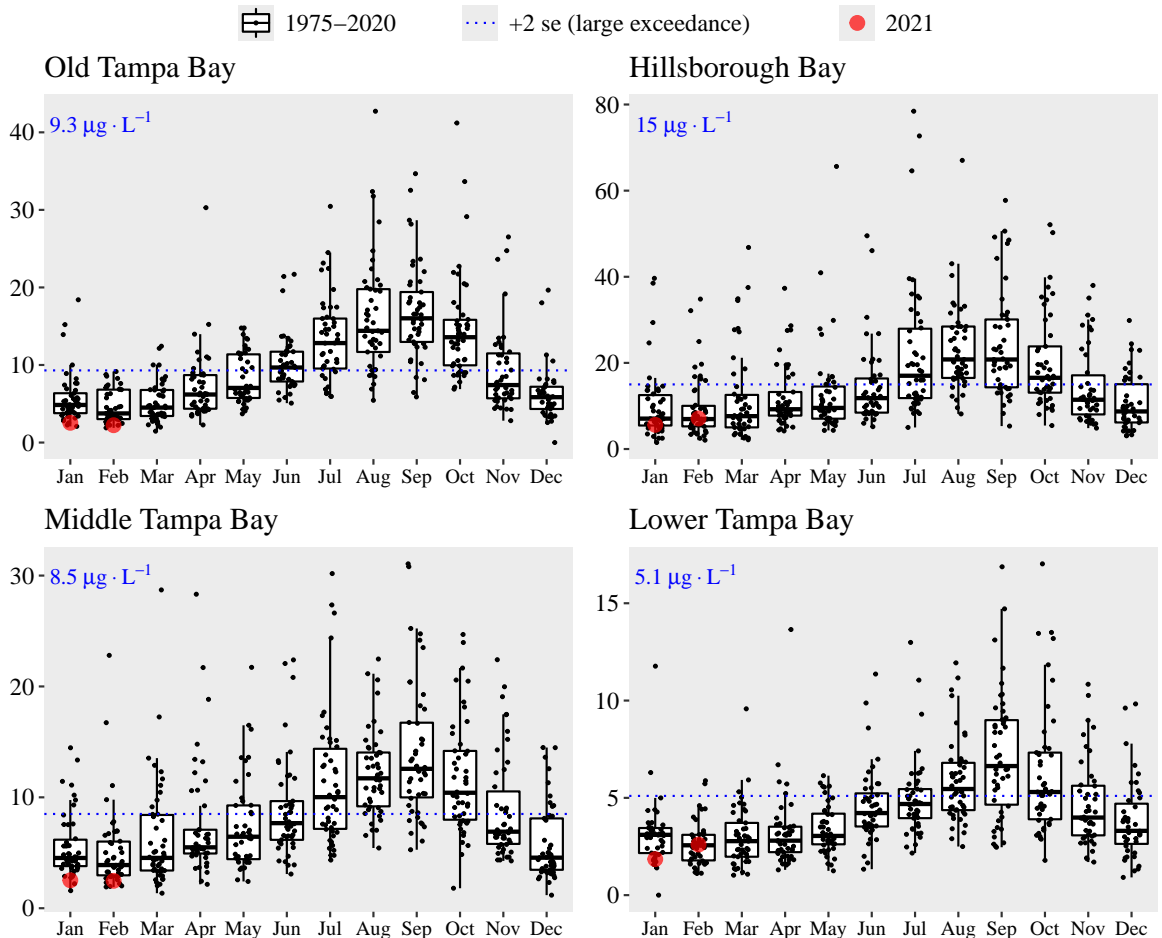 1975–2020 +2 se (large exceedance) 2021
Old Tampa Bay
9.3 µg · L⁻¹
40
30
20
10
0
Jan Feb Mar Apr May Jun Jul Aug Sep Oct Nov Dec
Hillsborough Bay
15 µg · L⁻¹
80
60
40
20
0
Jan Feb Mar Apr May Jun Jul Aug Sep Oct Nov Dec
Middle Tampa Bay
8.5 µg · L⁻¹
30
20
10
0
Jan Feb Mar Apr May Jun Jul Aug Sep Oct Nov Dec
Lower Tampa Bay
5.1 µg · L⁻¹
15
10
5
0
Jan Feb Mar Apr May Jun Jul Aug Sep Oct Nov Dec